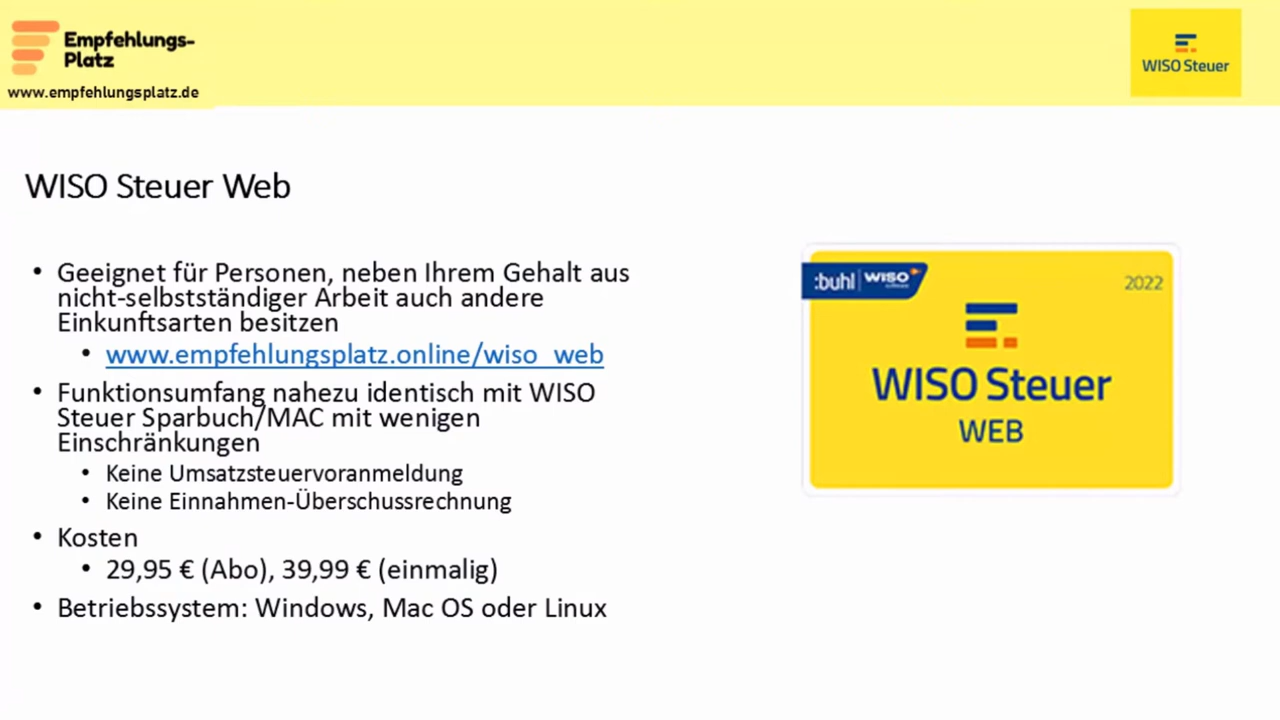 Empfehlungs-
Platz
www.empfehlungsplatz.de
WISO Steuer
WISO Steuer Web
• Geeignet für Personen, neben Ihrem Gehalt aus
nicht-selbstständiger Arbeit auch andere
Einkunftsarten besitzen
• www.empfehlungsplatz.online/wiso_web
• Funktionsumfang nahezu identisch mit WISO
Steuer Sparbuch/MAC mit wenigen
Einschränkungen
• Keine Umsatzsteuervoranmeldung
• Keine Einnahmen-Überschussrechnung
• Kosten
• 29,95 € (Abo), 39,99 € (einmalig)
• Betriebssystem: Windows, Mac OS oder Linux
:buhl WISO software
2022
WISO Steuer
WEB